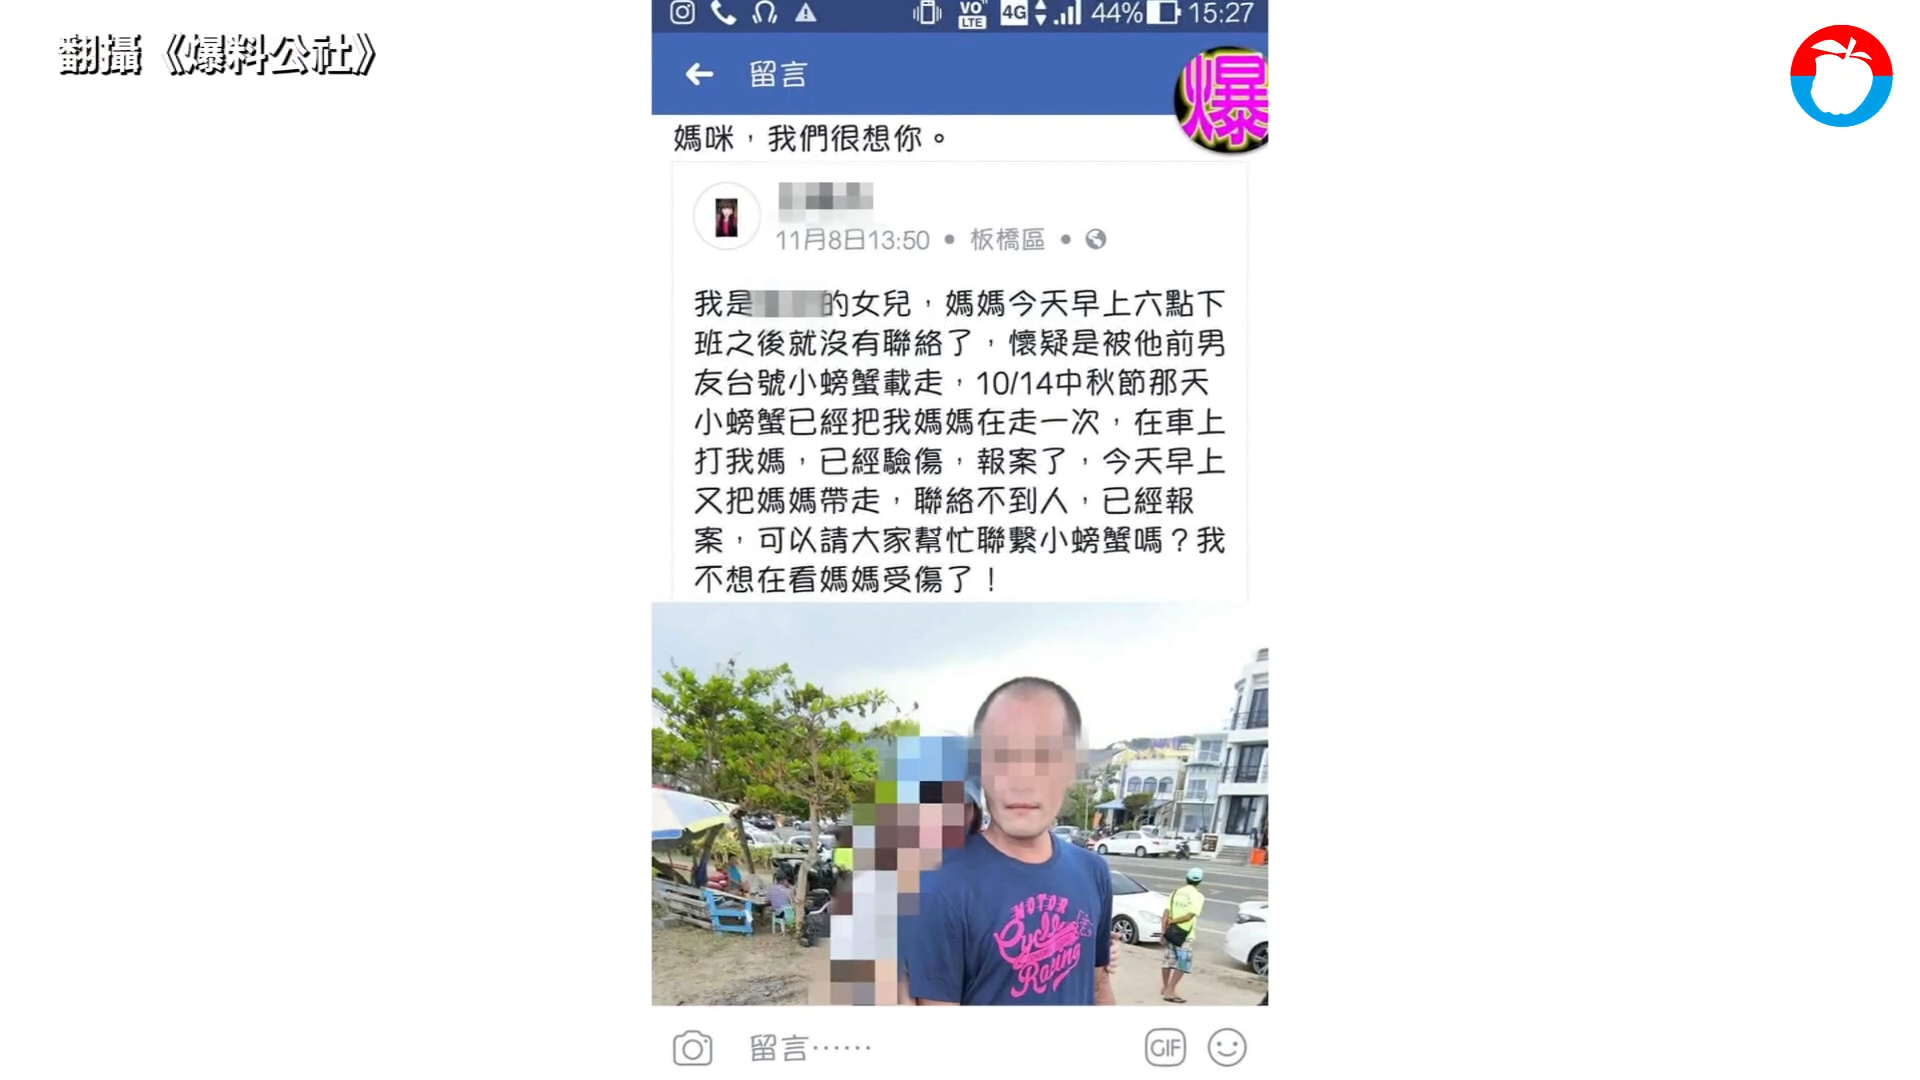 翻攝《爆料公社》
VO LTE 4G 44% 15:27
留言
爆
媽咪，我們很想你。
11月8日13:50 • 板橋區 •
我是 的女兒，媽媽今天早上六點下
班之後就沒有聯絡了，懷疑是被他前男
友台號小螃蟹載走，10/14中秋節那天
小螃蟹已經把我媽媽在走一次，在車上
打我媽，已經驗傷，報案了，今天早上
又把媽媽帶走，聯絡不到人，已經報
案，可以請大家幫忙聯繫小螃蟹嗎？我
不想在看媽媽受傷了！
MOTOR
Cycle
Racing
留言……
GIF